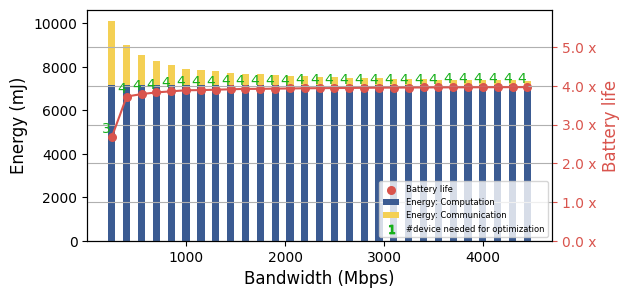 Energy (mJ)
10000
8000
6000
4000
2000
0
3 4 4 4 4 4 4 4 4 4 4 4 4 4 4 4 4 4 4 4 4 4 4 4 4 4 4 4 4
5.0 x
4.0 x
3.0 x
2.0 x
1.0 x
0.0 x
Battery life
Battery life
Energy: Computation
Energy: Communication
1 #device needed for optimization
1000 2000 3000 4000
Bandwidth (Mbps)